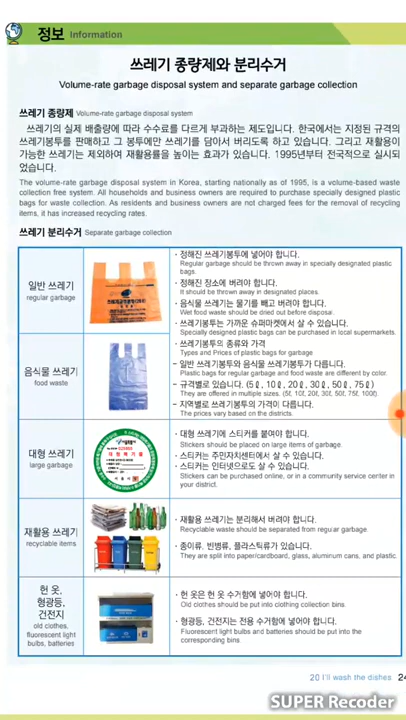 정보 Information
쓰레기 종량제와 분리수거
Volume-rate garbage disposal system and separate garbage collection
쓰레기 종량제 Volume-rate garbage disposal system
쓰레기의 실제 배출량에 따라 수수료를 다르게 부과하는 제도입니다. 한국에서는 지정된 규격의
쓰레기봉투를 판매하고 그 봉투에만 쓰레기를 담아서 버리도록 하고 있습니다. 그리고 재활용이
가능한 쓰레기는 제외하여 재활용률을 높이는 효과가 있습니다. 1995년부터 전국적으로 실시되
었습니다.
The volume-rate garbage disposal system in Korea, starting nationally as of 1995, is a volume-based waste
collection free system. All households and business owners are required to purchase specially designed plastic
bags for waste collection. As residents and business owners are not charged fees for the removal of recycling
items, it has increased recycling rates.
쓰레기 분리수거 Separate garbage collection
일반 쓰레기
regular garbage
· 정해진 쓰레기봉투에 넣어야 합니다.
Regular garbage should be thrown away in specially designated plastic
bags.
· 정해진 장소에 버려야 합니다.
It should be thrown away in designated places.
· 음식물 쓰레기는 물기를 빼고 버려야 합니다.
Wet food waste should be dried out before disposal.
· 쓰레기봉투는 가까운 슈퍼마켓에서 살 수 있습니다.
Specially designed plastic bags can be purchased in local supermarkets.
음식물 쓰레기
food waste
· 쓰레기봉투의 종류와 가격
Types and Prices of plastic bags for garbage
– 일반 쓰레기봉투와 음식물 쓰레기봉투가 다릅니다.
Plastic bags for regular garbage and food waste are different by color.
– 규격별로 있습니다. (5ℓ, 10ℓ, 20ℓ, 30ℓ, 50ℓ, 75ℓ)
They are offered in multiple sizes. (5ℓ, 10ℓ, 20ℓ, 30ℓ, 50ℓ, 75ℓ, 100ℓ)
– 지역별로 쓰레기봉투의 가격이 다릅니다.
The prices vary based on the districts.
대형 쓰레기
large garbage
· 대형 쓰레기에 스티커를 붙여야 합니다.
Stickers should be placed on large items of garbage.
· 스티커는 주민자치센터에서 살 수 있습니다.
· 스티커는 인터넷으로도 살 수 있습니다.
Stickers can be purchased online, or in a community service center in
your district.
재활용 쓰레기
recyclable items
· 재활용 쓰레기는 분리해서 버려야 합니다.
Recyclable waste should be separated from regular garbage.
· 종이류, 빈병류, 플라스틱류가 있습니다.
They are split into paper/cardboard, glass, aluminum cans, and plastic.
헌 옷,
형광등,
건전지
old clothes,
fluorescent light
bulbs, batteries
· 헌 옷은 헌 옷 수거함에 넣어야 합니다.
Old clothes should be put into clothing collection bins.
· 형광등, 건전지는 전용 수거함에 넣어야 합니다.
Fluorescent light bulbs and batteries should be put into the
corresponding bins
20 I'll wash the dishes 24
SUPER Recoder